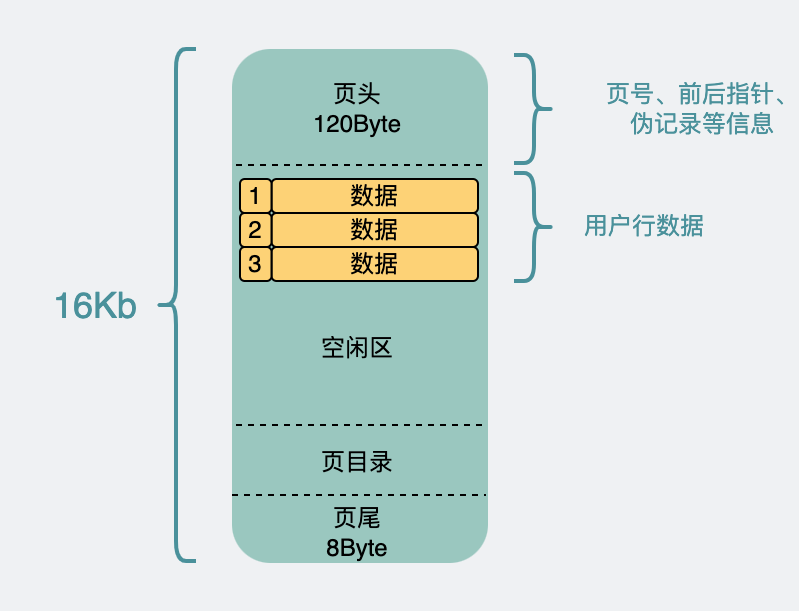 页头
120Byte
页号、前后指针、
伪记录等信息
1 数据
2 数据
3 数据
用户行数据
16Kb
空闲区
页目录
页尾
8Byte